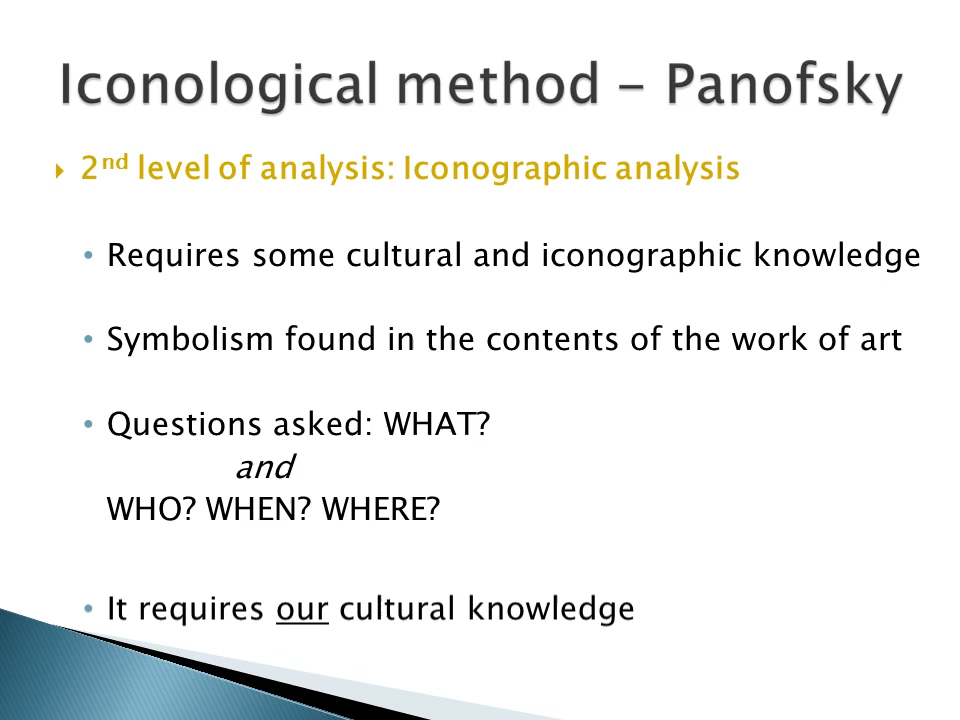 Iconological method - Panofsky
2nd level of analysis: Iconographic analysis
• Requires some cultural and iconographic knowledge
• Symbolism found in the contents of the work of art
• Questions asked: WHAT?
and
WHO? WHEN? WHERE?
• It requires our cultural knowledge